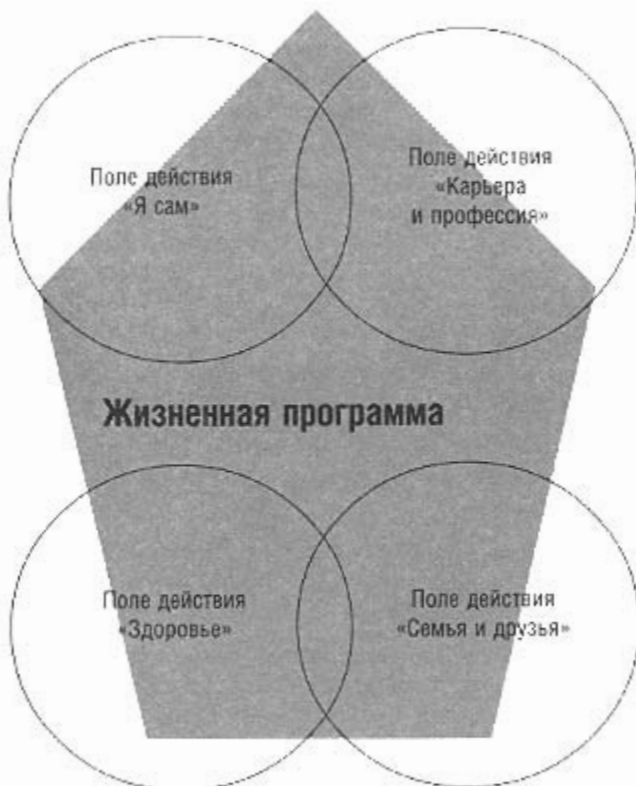 Поле действия
«Я сам»
Поле действия
«Карьера
и профессия»
Жизненная программа
Поле действия
«Здоровье»
Поле действия
«Семья и друзья»